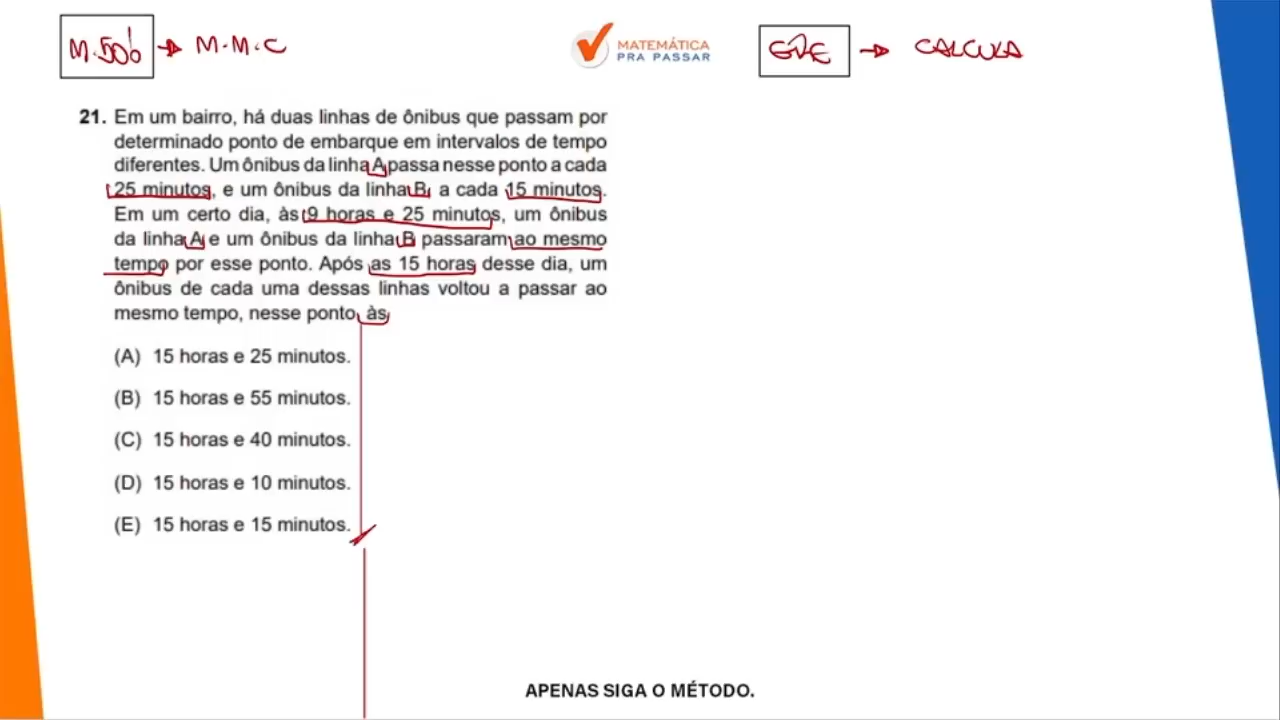 M.500 → M.M.C
MATEMÁTICA
PRA PASSAR
→ CALCULA
21. Em um bairro, há duas linhas de ônibus que passam por
determinado ponto de embarque em intervalos de tempo
diferentes. Um ônibus da linha A passa nesse ponto a cada
25 minutos, e um ônibus da linha B, a cada 15 minutos.
Em um certo dia, às 9 horas e 25 minutos, um ônibus
da linha A e um ônibus da linha B passaram ao mesmo
tempo por esse ponto. Após as 15 horas desse dia, um
ônibus de cada uma dessas linhas voltou a passar ao
mesmo tempo, nesse ponto, às
(A) 15 horas e 25 minutos.
(B) 15 horas e 55 minutos.
(C) 15 horas e 40 minutos.
(D) 15 horas e 10 minutos.
(E) 15 horas e 15 minutos.
APENAS SIGA O MÉTODO.